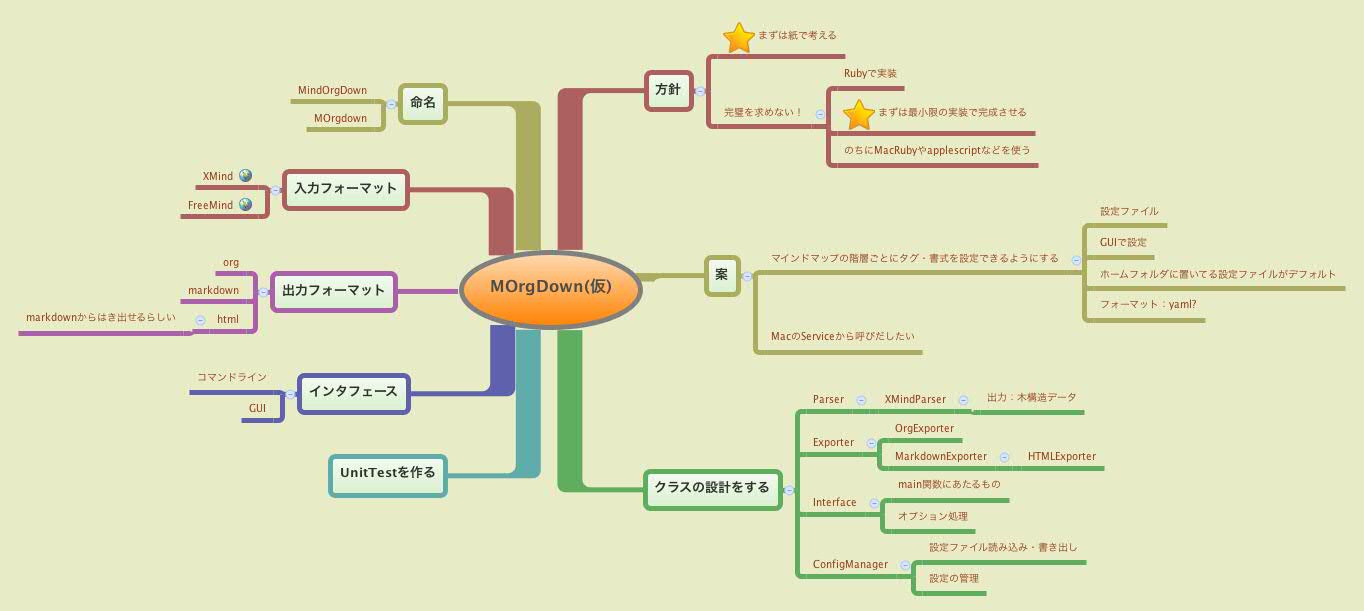 MOrgDown(仮)
方針
まずは紙で考える
完璧を求めない！
Rubyで実装
まずは最小限の実装で完成させる
のちにMacRubyやapplescriptなどを使う
案
マインドマップの階層ごとにタグ・書式を設定できるようにする
設定ファイル
GUIで設定
ホームフォルダに置いてる設定ファイルがデフォルト
フォーマット：yaml?
MacのServiceから呼びだしたい
クラスの設計をする
Parser
XMindParser
出力：木構造データ
Exporter
OrgExporter
MarkdownExporter
HTMLExporter
Interface
main関数にあたるもの
オプション処理
ConfigManager
設定ファイル読み込み・書き出し
設定の管理
命名
MindOrgDown
MOrgdown
入力フォーマット
XMind
FreeMind
出力フォーマット
org
markdown
html
markdownからはき出せるらしい
インタフェース
コマンドライン
GUI
UnitTestを作る